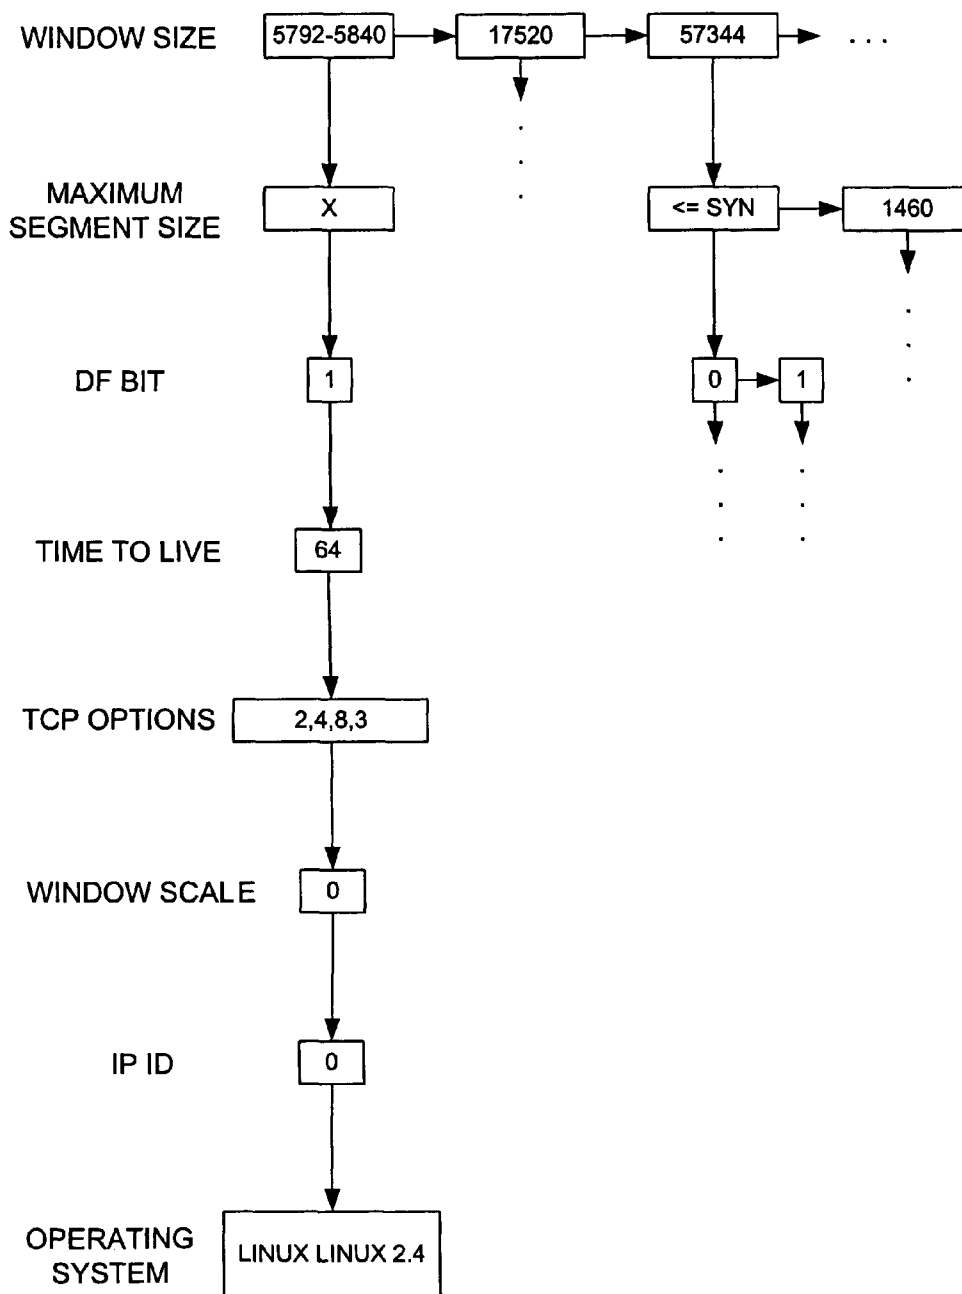 WINDOW SIZE 5792-5840 17520 57344 . . .
MAXIMUM
SEGMENT SIZE X <= SYN 1460
DF BIT 1 0 1
TIME TO LIVE 64
TCP OPTIONS 2,4,8,3
WINDOW SCALE 0
IP ID 0
OPERATING
SYSTEM LINUX LINUX 2.4